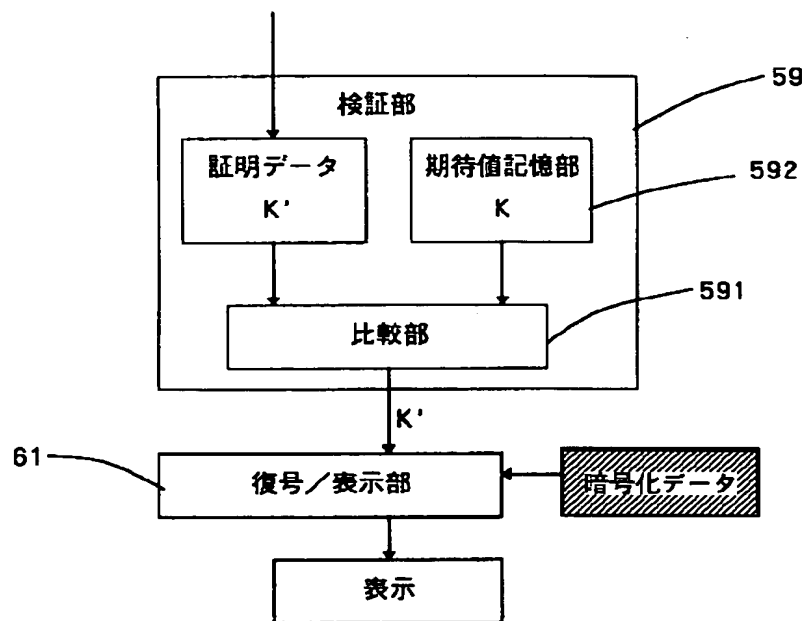 検証部
59
証明データ
K'
期待値記憶部
K
592
比較部
591
K'
61
復号／表示部
暗号化データ
表示